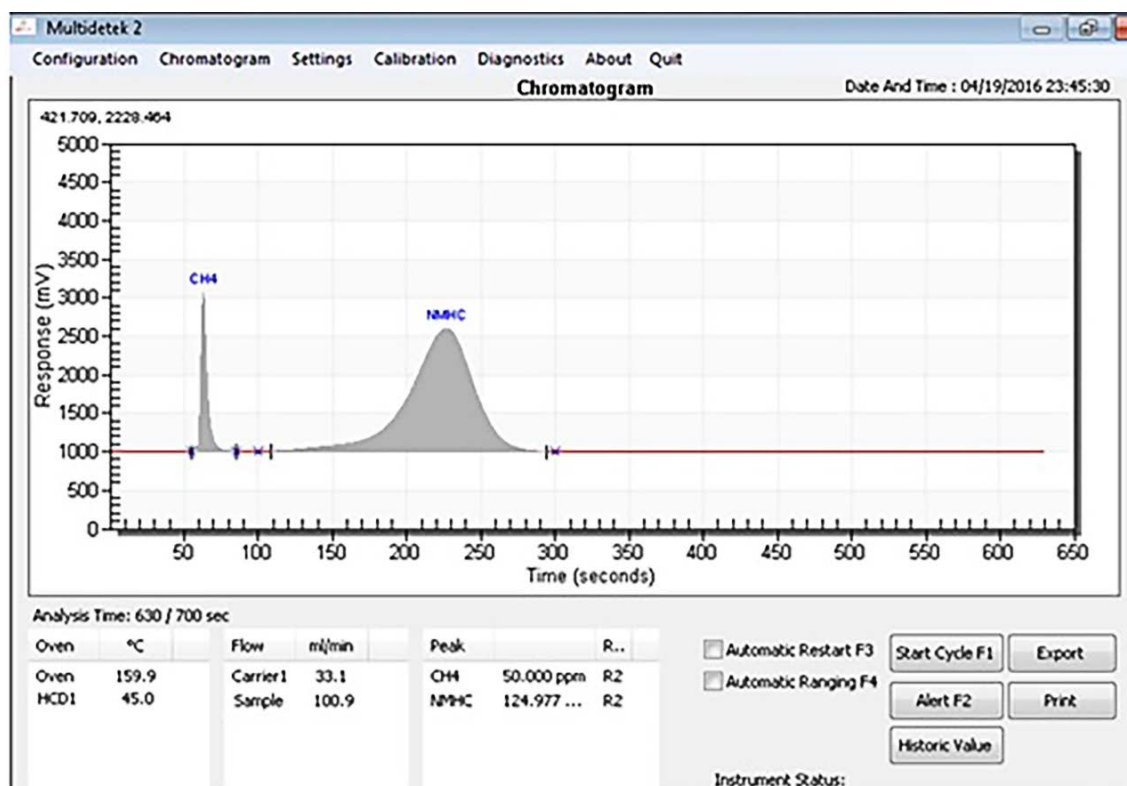 Multidetek 2
Configuration Chromatogram Settings Calibration Diagnostics About Quit
Chromatogram
Date And Time : 04/19/2016 23:45:30
421.709, 2228.464
5000
4500
4000
3500
3000
2500
2000
1500
1000
500
0
Response (mV)
CH4
NMHC
50 100 150 200 250 300 350 400 450 500 550 600 650
Time (seconds)
Analysis Time: 630 / 700 sec
Oven °C
Oven 159.9
HCD1 45.0
Flow ml/min
Carrier1 33.1
Sample 100.9
Peak R..
CH4 50.000 ppm R2
NMHC 124.977 ... R2
Automatic Restart F3
Automatic Ranging F4
Start Cycle F1
Export
Alert F2
Print
Historic Value
Instrument Status: